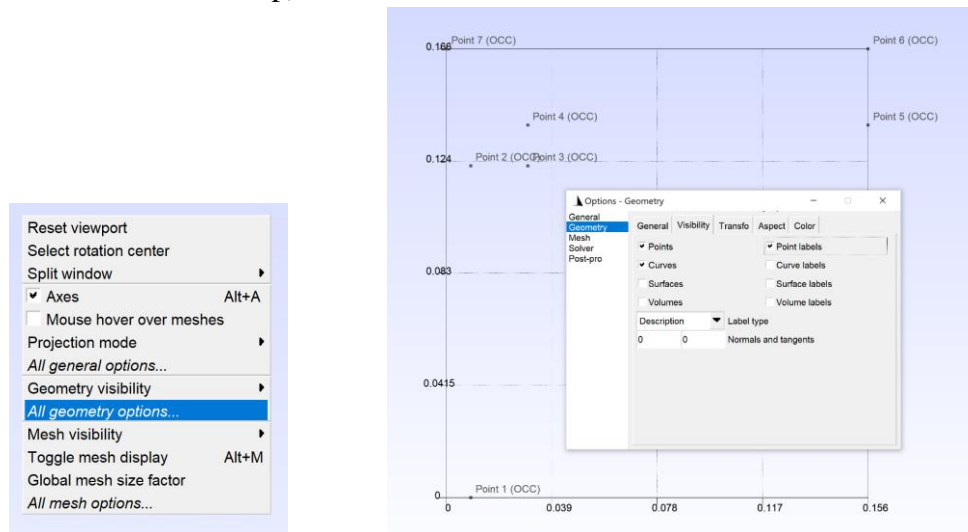 Reset viewport
Select rotation center
Split window
Axes Alt+A
Mouse hover over meshes
Projection mode
All general options...
Geometry visibility
All geometry options...
Mesh visibility
Toggle mesh display Alt+M
Global mesh size factor
All mesh options...
0.166 Point 7 (OCC) Point 6 (OCC)
Point 4 (OCC) Point 5 (OCC)
0.124 Point 2 (OCC) Point 3 (OCC)
Options - Geometry
General
Geometry
Mesh
Solver
Post-pro
General Visibility Transfo Aspect Color
Points Point labels
Curves Curve labels
Surfaces Surface labels
Volumes Volume labels
Description Label type
0 0 Normals and tangents
0.083
0.0415
0 Point 1 (OCC)
0 0.039 0.078 0.117 0.156